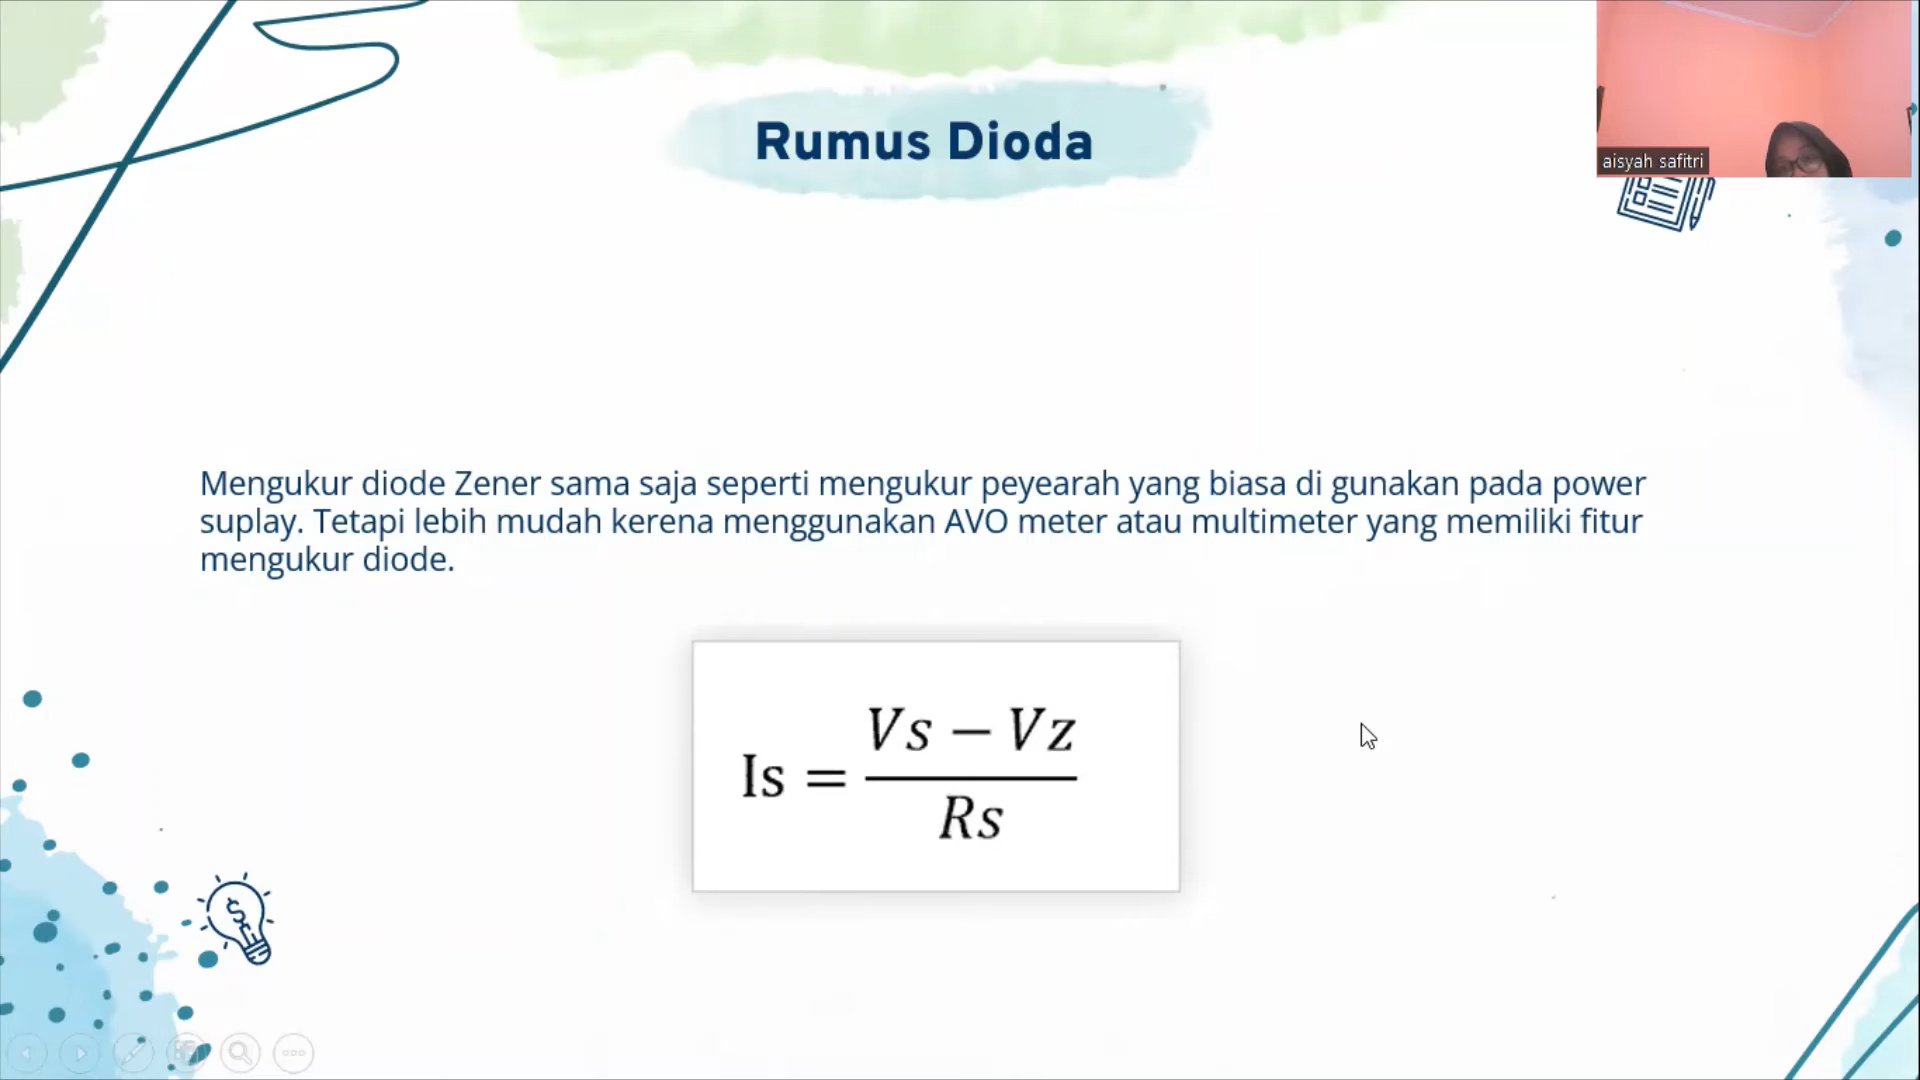 Rumus Dioda
aisyah safitri
Mengukur diode Zener sama saja seperti mengukur peyearah yang biasa di gunakan pada power
suplay. Tetapi lebih mudah kerena menggunakan AVO meter atau multimeter yang memiliki fitur
mengukur diode.
Is = \frac{Vs - Vz}{Rs}